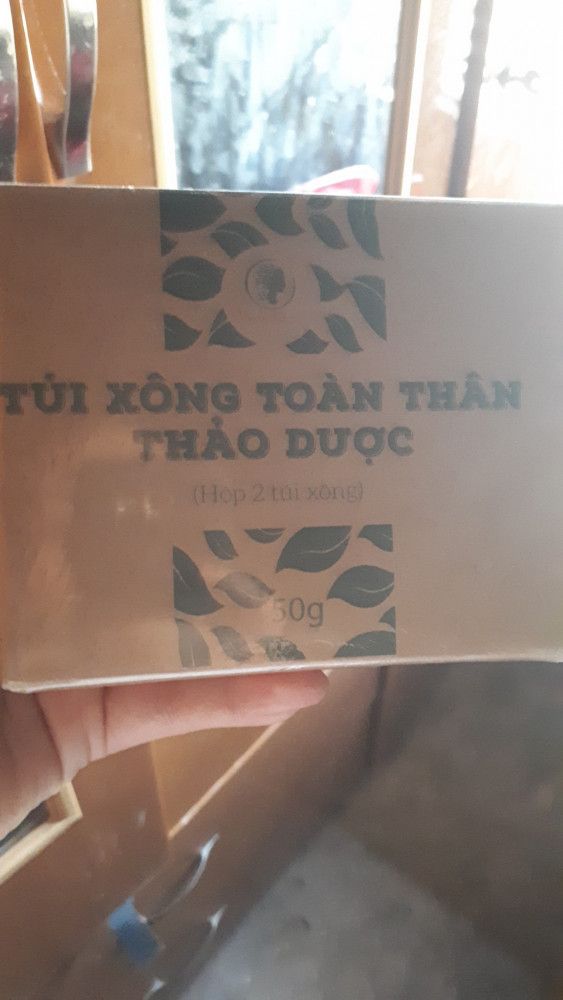 TÚI XÔNG TOÀN THÂN
THẢO DƯỢC
(Hộp 2 túi xông)
50g